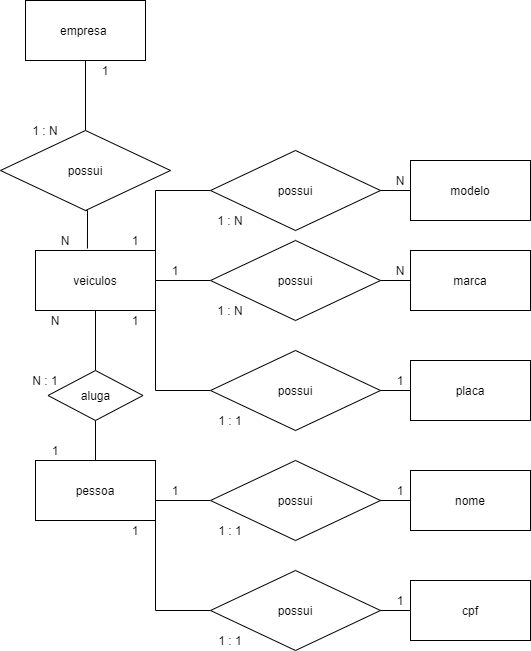 empresa
1
1 : N
possui
N
1
possui
N
modelo
1 : N
veiculos
1
possui
N
marca
1 : N
N
1
possui
1
placa
1 : 1
N : 1
aluga
1
pessoa
1
possui
1
nome
1 : 1
1
possui
1
cpf
1 : 1